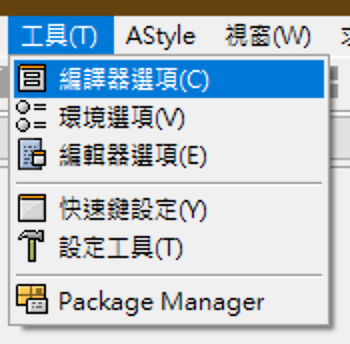 工具(T) AStyle 視窗(W)
編譯器選項(C)
環境選項(V)
編輯器選項(E)
快速鍵設定(Y)
設定工具(T)
Package Manager